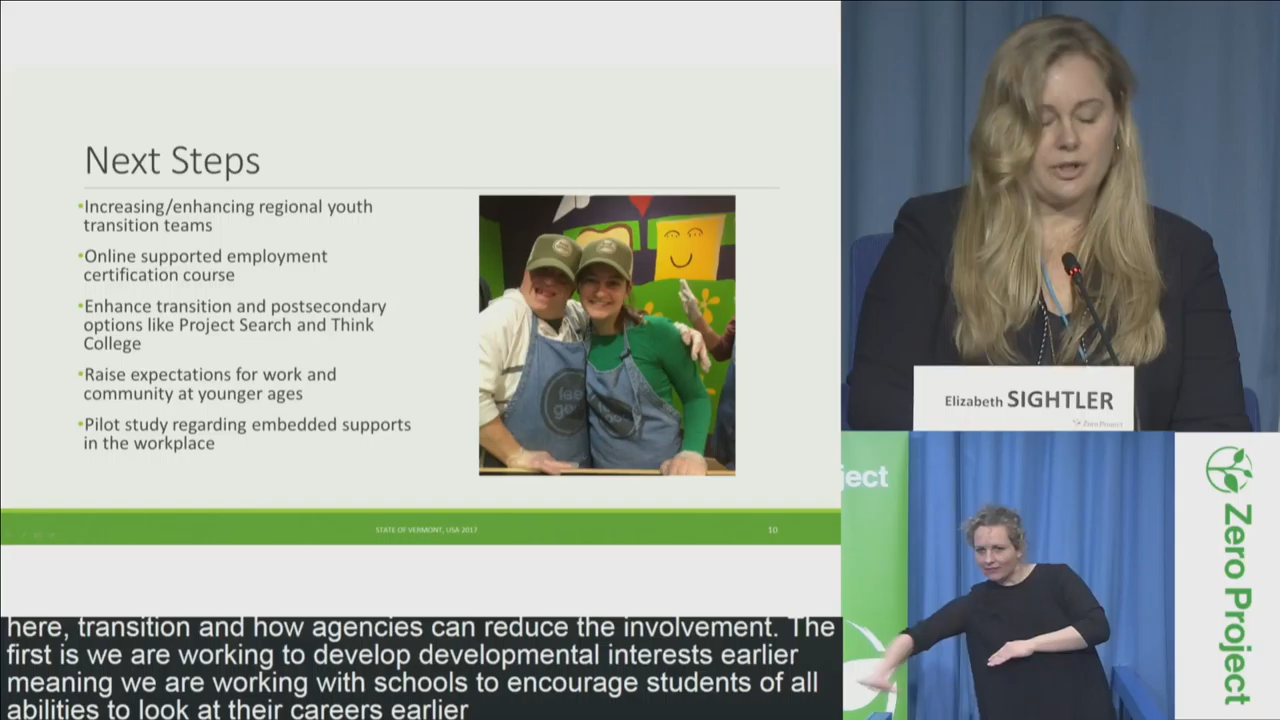 Next Steps
•Increasing/enhancing regional youth
transition teams
•Online supported employment
certification course
•Enhance transition and postsecondary
options like Project Search and Think
College
•Raise expectations for work and
community at younger ages
•Pilot study regarding embedded supports
in the workplace
STATE OF VERMONT, USA 2017
10
Elizabeth SIGHTLER
Zero Project
ject
Zero Project
here, transition and how agencies can reduce the involvement. The
first is we are working to develop developmental interests earlier
meaning we are working with schools to encourage students of all
abilities to look at their careers earlier